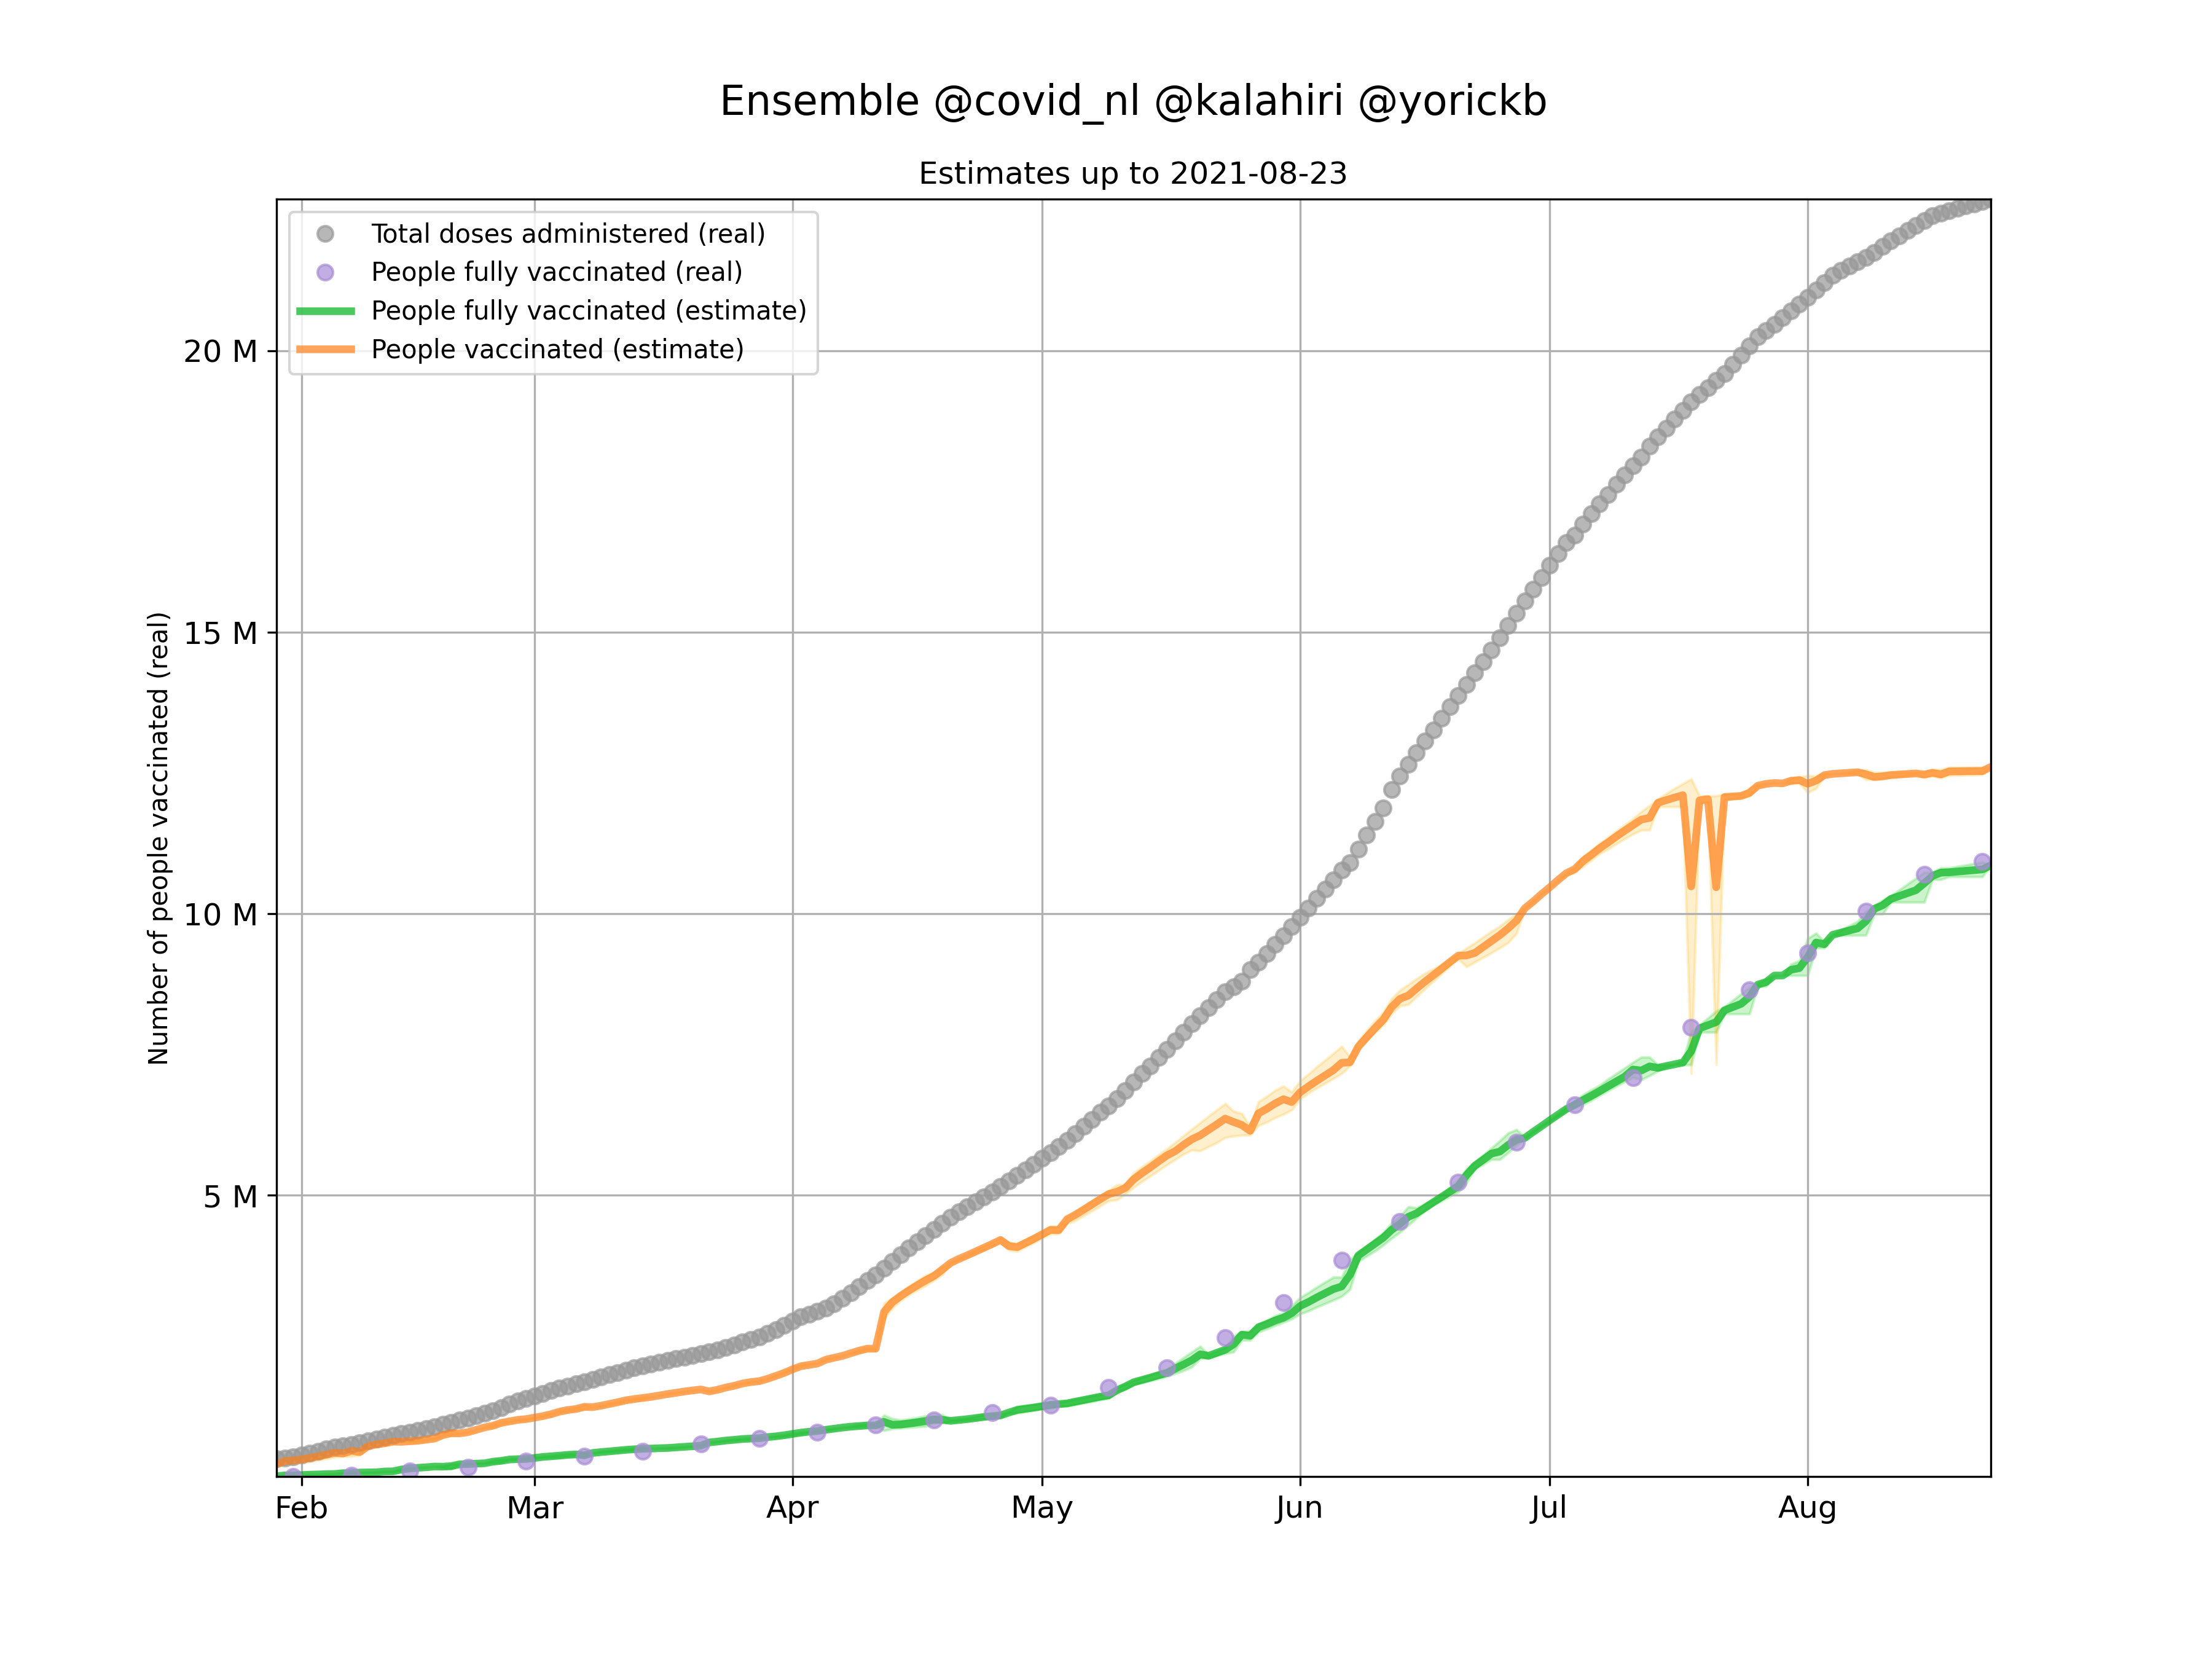 Ensemble @covid_nl @kalahiri @yorickb
Estimates up to 2021-08-23
Total doses administered (real)
People fully vaccinated (real)
People fully vaccinated (estimate)
People vaccinated (estimate)
Number of people vaccinated (real)
20 M
15 M
10 M
5 M
Feb Mar Apr May Jun Jul Aug